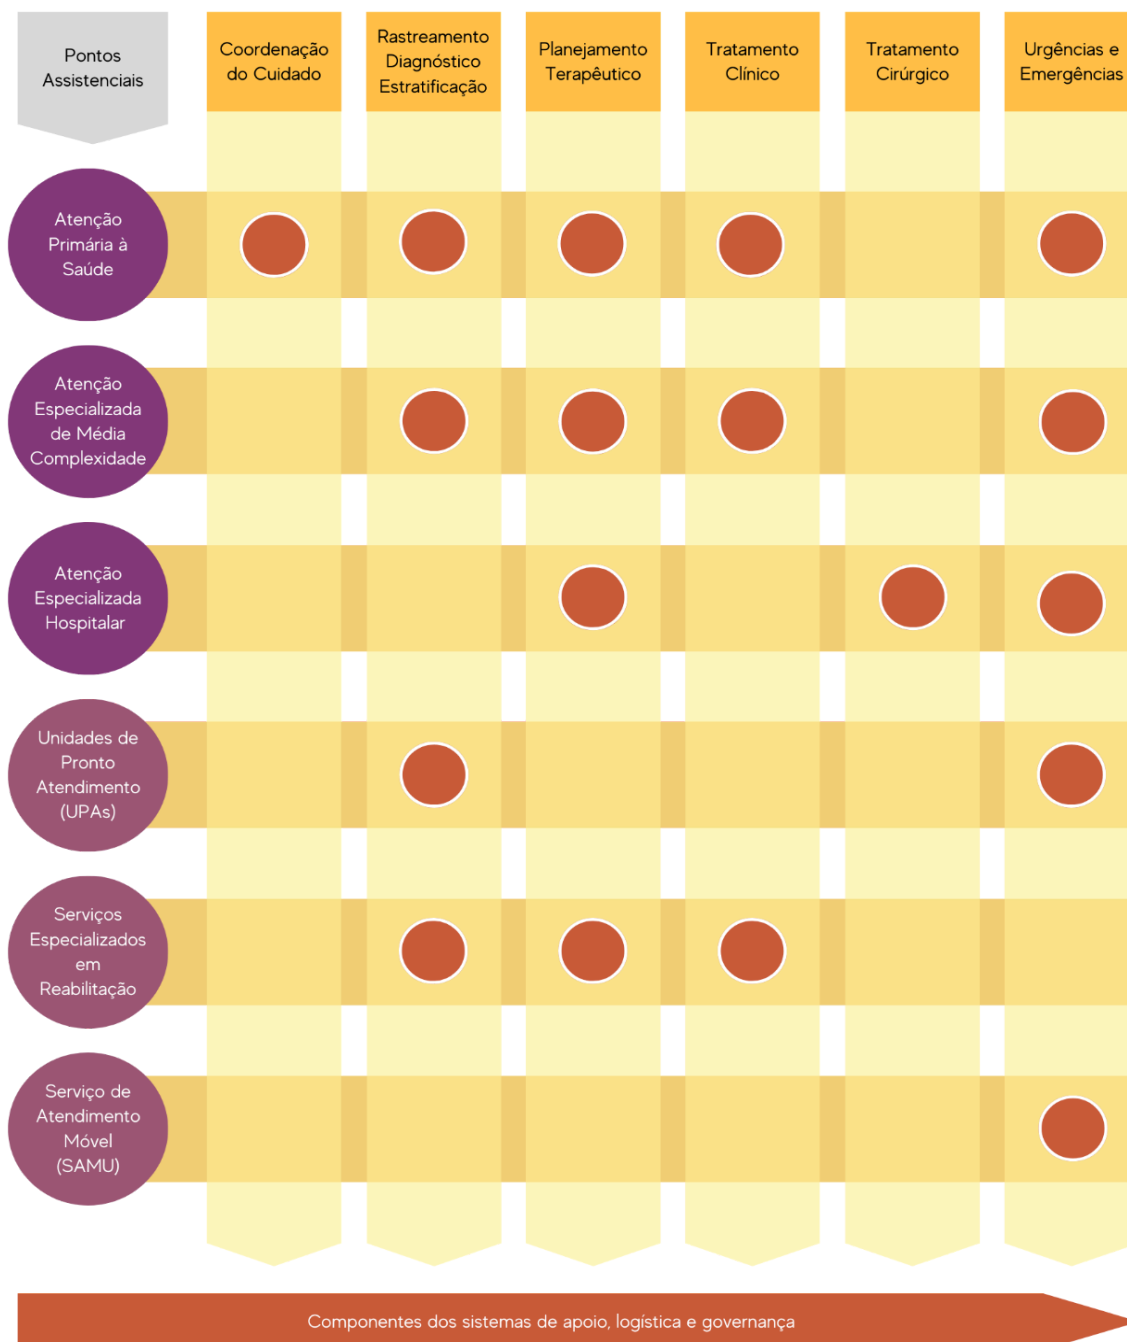 Pontos
Assistenciais
Coordenação
do Cuidado
Rastreamento
Diagnóstico
Estratificação
Planejamento
Terapêutico
Tratamento
Clínico
Tratamento
Cirúrgico
Urgências e
Emergências
Atenção
Primária à
Saúde
Atenção
Especializada
de Média
Complexidade
Atenção
Especializada
Hospitalar
Unidades de
Pronto
Atendimento
(UPAs)
Serviços
Especializados
em
Reabilitação
Serviço de
Atendimento
Móvel
(SAMU)
Componentes dos sistemas de apoio, logística e governança